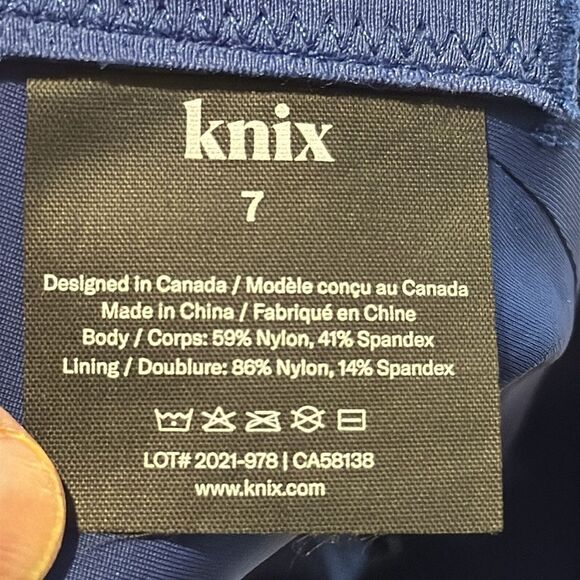 knix
7
Designed in Canada / Modèle conçu au Canada
Made in China / Fabriqué en Chine
Body / Corps: 59% Nylon, 41% Spandex
Lining / Doublure: 86% Nylon, 14% Spandex
LOT# 2021-978 | CA58138
www.knix.com